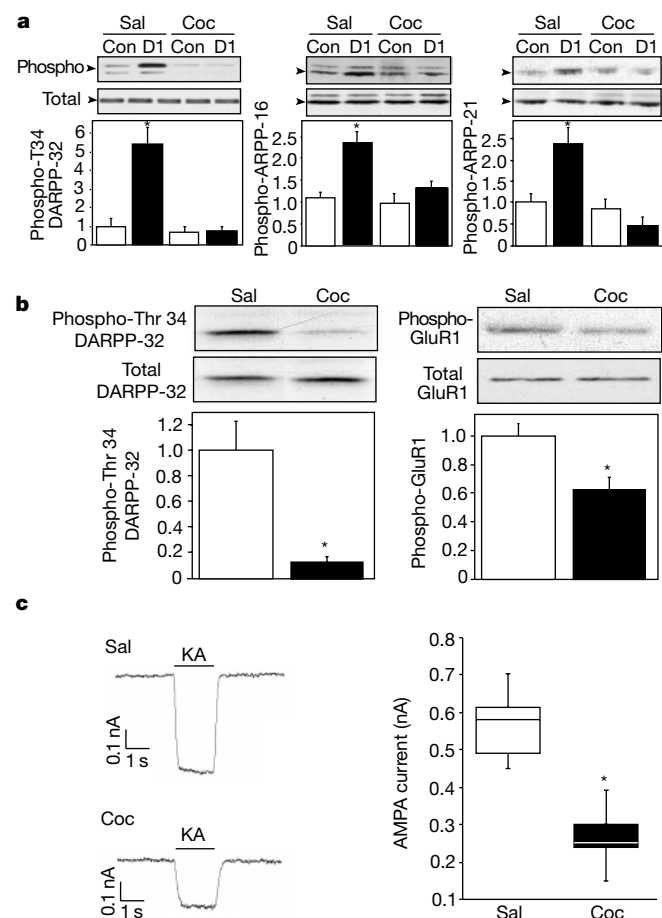 a
Sal Coc Sal Coc Sal Coc
Con D1 Con D1 Con D1 Con D1 Con D1 Con D1
Phospho
Total
Phospho-T34
DARPP-32
6
5
4
3
2
1
0
*
Phospho-ARPP-16
2.5
2.0
1.5
1.0
0.5
0
*
Phospho-ARPP-21
2.5
2.0
1.5
1.0
0.5
0
*
b
Sal Coc
Phospho-Thr 34
DARPP-32
Total
DARPP-32
Phospho-Thr 34
DARPP-32
1.2
1.0
0.8
0.6
0.4
0.2
0
*
Sal Coc
Phospho-
GluR1
Total
GluR1
Phospho-GluR1
1.0
0.8
0.6
0.4
0.2
0
*
c
Sal
KA
0.1 nA
1 s
Coc
KA
0.1 nA
1 s
AMPA current (nA)
0.8
0.7
0.6
0.5
0.4
0.3
0.2
0.1
*
Sal Coc